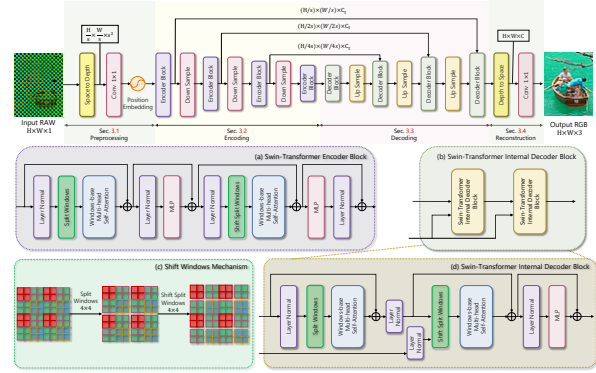 (H/s)×(W/s)×C₁
(H/2s)×(W/2s)×C₂
(H/4s)×(W/4s)×C₃
H/s × W/s ×s²
H×W×C
Space to Depth
Conv 1×1
Position
Embedding
Encoder Block
Down Sample
Encoder Block
Down Sample
Encoder Block
Down Sample
Encoder Block
Decoder Block
Up Sample
Decoder Block
Up Sample
Decoder Block
Up Sample
Decoder Block
Depth to Space
Conv 1×1
Input RAW
H×W×1
Output RGB
H×W×3
Sec. 3.1
Preprocessing
Sec. 3.2
Encoding
Sec. 3.3
Decoding
Sec. 3.4
Reconstruction
(a) Swin-Transformer Encoder Block
Layer Normal
Split Windows
Windows-base
Multi-head
Self-Attention
Layer Normal
MLP
Layer Normal
Shift Split Windows
Windows-base
Multi-head
Self-Attention
MLP
Layer Normal
(b) Swin-Transformer Internal Decoder Block
Swin-Transformer
Internal Decoder
Block
Swin-Transformer
Internal Decoder
Block
(c) Shift Windows Mechanism
Split
Windows
4×4
Shift Split
Windows
4×4
(d) Swin-Transformer Internal Decoder Block
Layer Normal
Split Windows
Windows-base
Multi-head
Self-Attention
Layer
Normal
Layer
Normal
Shift Split Windows
Windows-base
Multi-head
Self-Attention
Layer Normal
MLP